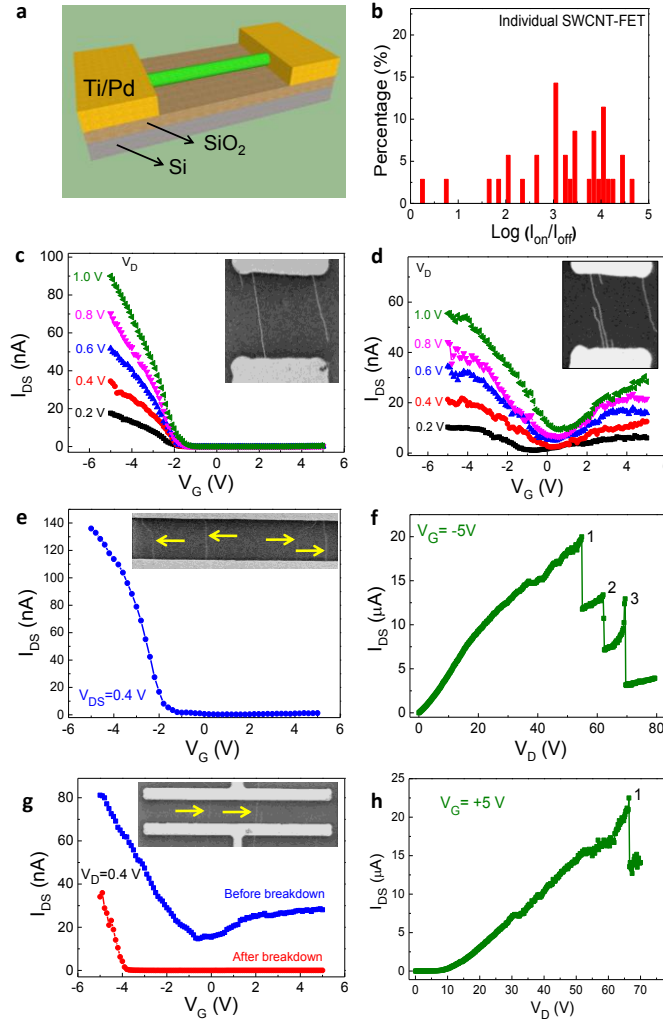 a
Ti/Pd
SiO2
Si
b
Individual SWCNT-FET
Percentage (%)
20
15
10
5
0
0 1 2 3 4 5
Log (Ion/Ioff)
c
VD
1.0 V
0.8 V
0.6 V
0.4 V
0.2 V
IDS (nA)
100
90
80
70
60
50
40
30
20
10
0
-6 -4 -2 0 2 4 6
VG (V)
d
VD
1.0 V
0.8 V
0.6 V
0.4 V
0.2 V
IDS (nA)
80
60
40
20
0
-6 -4 -2 0 2 4 6
VG (V)
e
IDS (nA)
140
120
100
80
60
40
20
0
VDS=0.4 V
-6 -4 -2 0 2 4 6
VG (V)
f
VG= -5V
1
2
3
IDS (μA)
25
20
15
10
5
0
0 20 40 60 80
VD (V)
g
IDS (nA)
100
80
60
40
20
0
VD=0.4 V
Before breakdown
After breakdown
-6 -4 -2 0 2 4 6
VG (V)
h
VG = +5 V
1
IDS (μA)
25
20
15
10
5
0
0 10 20 30 40 50 60 70
VD (V)